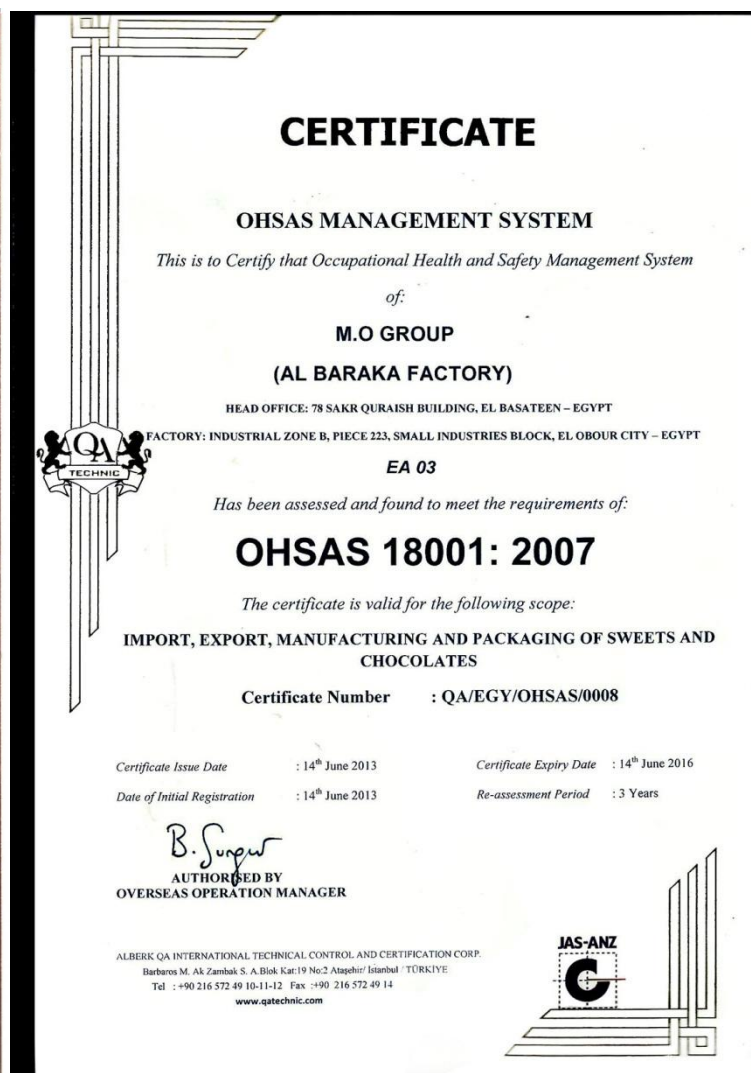 CERTIFICATE
OHSAS MANAGEMENT SYSTEM
This is to Certify that Occupational Health and Safety Management System
of:
M.O GROUP
(AL BARAKA FACTORY)
HEAD OFFICE: 78 SAKR QURAISH BUILDING, EL BASATEEN – EGYPT
FACTORY: INDUSTRIAL ZONE B, PIECE 223, SMALL INDUSTRIES BLOCK, EL OBOUR CITY – EGYPT
QA
TECHNIC
EA 03
Has been assessed and found to meet the requirements of:
OHSAS 18001: 2007
The certificate is valid for the following scope:
IMPORT, EXPORT, MANUFACTURING AND PACKAGING OF SWEETS AND
CHOCOLATES
Certificate Number : QA/EGY/OHSAS/0008
Certificate Issue Date : 14th June 2013 Certificate Expiry Date : 14th June 2016
Date of Initial Registration : 14th June 2013 Re-assessment Period : 3 Years
AUTHORISED BY
OVERSEAS OPERATION MANAGER
ALBERK QA INTERNATIONAL TECHNICAL CONTROL AND CERTIFICATION CORP.
Barbaros M. Ak Zambak S. A.Blok Kat:19 No:2 Ataşehir/ İstanbul / TÜRKİYE
Tel : +90 216 572 49 10-11-12 Fax :+90 216 572 49 14
www.qatechnic.com
JAS-ANZ